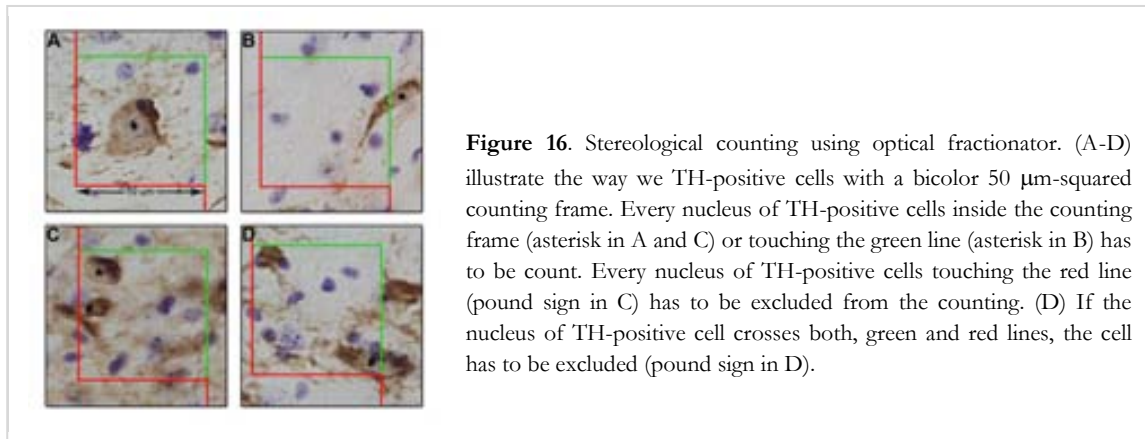 A
B
C
D
Figure 16. Stereological counting using optical fractionator. (A-D)
illustrate the way we TH-positive cells with a bicolor 50 μm-squared
counting frame. Every nucleus of TH-positive cells inside the counting
frame (asterisk in A and C) or touching the green line (asterisk in B) has
to be count. Every nucleus of TH-positive cells touching the red line
(pound sign in C) has to be excluded from the counting. (D) If the
nucleus of TH-positive cell crosses both, green and red lines, the cell
has to be excluded (pound sign in D).